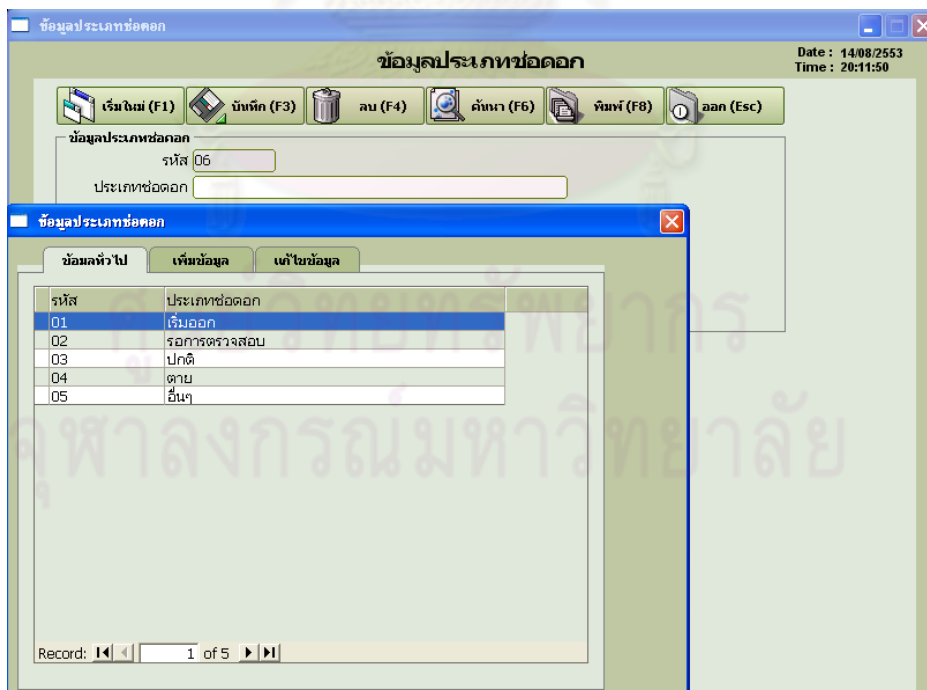 ข้อมูลประเภทช่อดอก
ข้อมูลประเภทช่อดอก
Date : 14/08/2553
Time : 20:11:50
เริ่มใหม่ (F1) บันทึก (F3) ลบ (F4) ค้นหา (F6) พิมพ์ (F8) ออก (Esc)
ข้อมูลประเภทช่อดอก
รหัส 06
ประเภทช่อดอก
ข้อมูลประเภทช่อดอก
ข้อมูลทั่วไป เพิ่มข้อมูล แก้ไขข้อมูล
รหัส ประเภทช่อดอก
01 เริ่มออก
02 รอการตรวจสอบ
03 ปกติ
04 ตาย
05 อื่นๆ
ศูนย์วิทยทรัพยากร
จุฬาลงกรณ์มหาวิทยาลัย
Record: 1 of 5